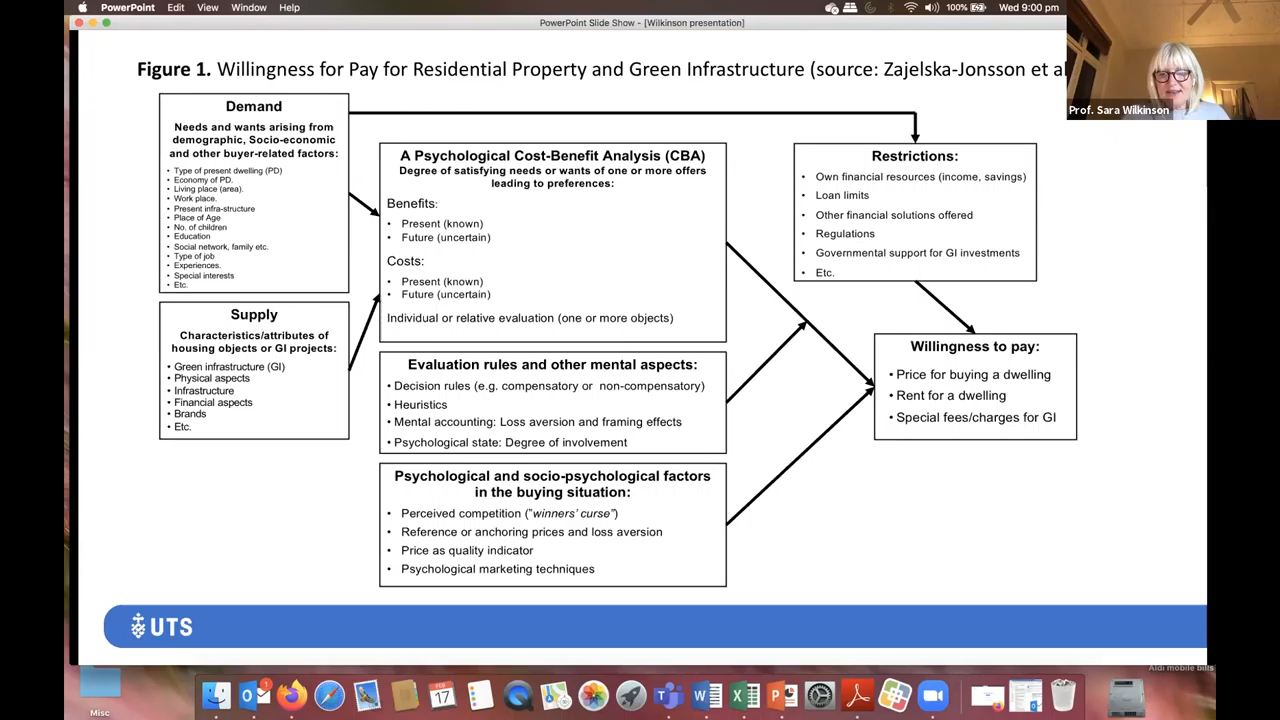 PowerPoint File Edit View Window Help
100% Wed 9:00 pm
PowerPoint Slide Show - [Wilkinson presentation]
Prof. Sara Wilkinson
Figure 1. Willingness for Pay for Residential Property and Green Infrastructure (source: Zajelska-Jonsson et al
Demand
Needs and wants arising from
demographic, Socio-economic
and other buyer-related factors:
• Type of present dwelling (PD)
• Economy of PD.
• Living place (area).
• Work place.
• Present infra-structure
• Place of Age
• No. of children
• Education
• Social network, family etc.
• Type of job
• Experiences.
• Special interests
• Etc.
Supply
Characteristics/attributes of
housing objects or GI projects:
• Green infrastructure (GI)
• Physical aspects
• Infrastructure
• Financial aspects
• Brands
• Etc.
A Psychological Cost-Benefit Analysis (CBA)
Degree of satisfying needs or wants of one or more offers
leading to preferences:
Benefits:
• Present (known)
• Future (uncertain)
Costs:
• Present (known)
• Future (uncertain)
Individual or relative evaluation (one or more objects)
Evaluation rules and other mental aspects:
• Decision rules (e.g. compensatory or non-compensatory)
• Heuristics
• Mental accounting: Loss aversion and framing effects
• Psychological state: Degree of involvement
Psychological and socio-psychological factors
in the buying situation:
• Perceived competition ("winners' curse")
• Reference or anchoring prices and loss aversion
• Price as quality indicator
• Psychological marketing techniques
Restrictions:
• Own financial resources (income, savings)
• Loan limits
• Other financial solutions offered
• Regulations
• Governmental support for GI investments
• Etc.
Willingness to pay:
• Price for buying a dwelling
• Rent for a dwelling
• Special fees/charges for GI
UTS
Aldi mobile bills
Misc
1
FEB
17